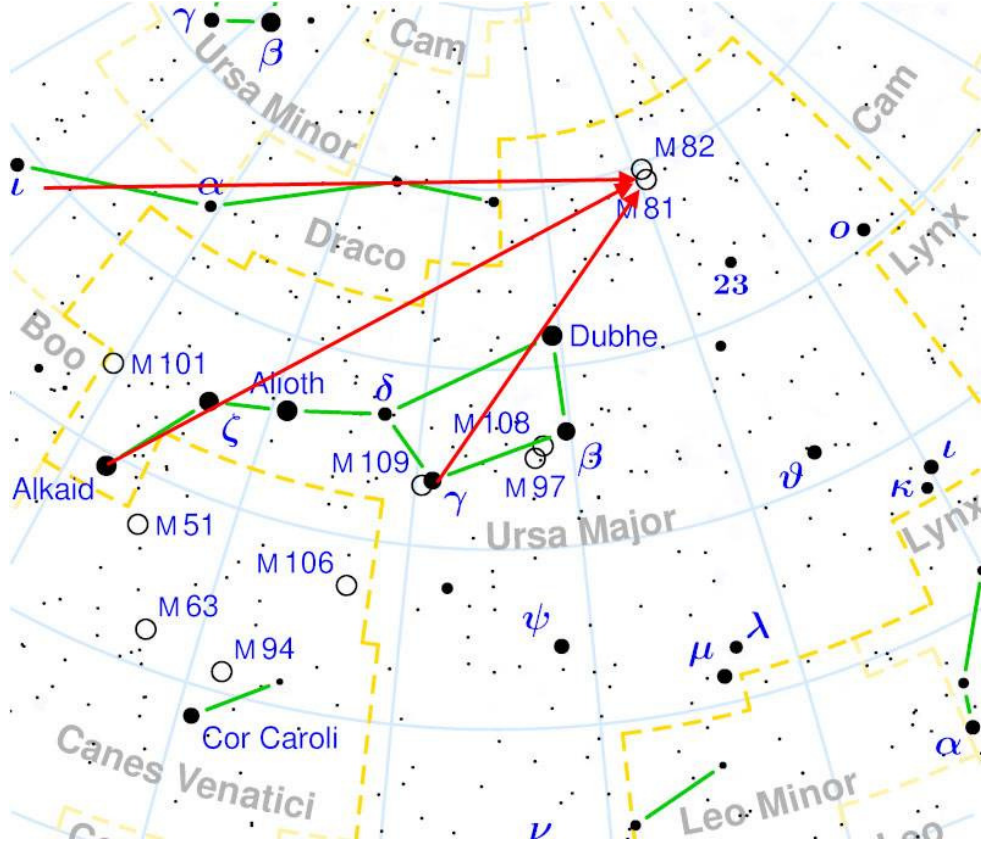 γ
β
Cam
Ursa Minor
Cam
M 82
ι
α
M 81
Draco
ο
Lynx
23
Boo
M 101
Dubhe
Alioth
δ
ζ
M 108
β
M 109
ϑ
ι
Alkaid
γ
M 97
κ
M 51
Ursa Major
Lynx
M 106
M 63
ψ
λ
μ
M 94
Cor Caroli
α
Canes Venatici
Leo Minor
ν
Leo